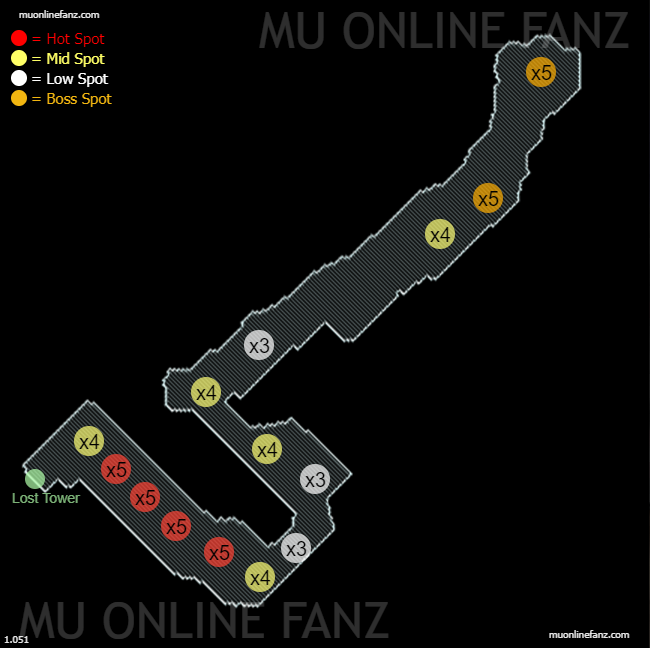 muonlinefanz.com
MU ONLINE FANZ
= Hot Spot
= Mid Spot
= Low Spot
= Boss Spot
x5
x5
x4
x3
x4
x4
x4
x5
x3
x5
Lost Tower
x5
x5
x3
x4
MU ONLINE FANZ
1.051
muonlinefanz.com